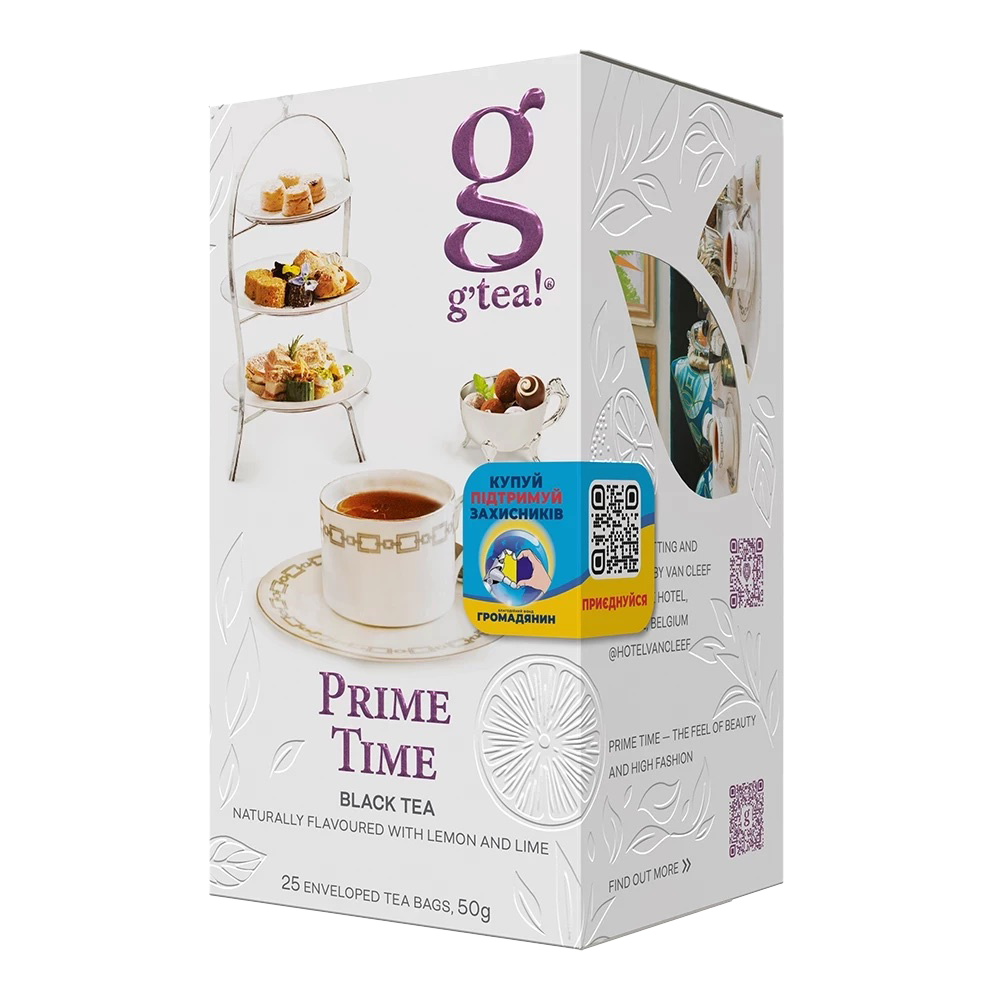 g
g'tea!®
КУПУЙ
ПІДТРИМУЙ
ЗАХИСНИКІВ
БЛАГОДІЙНИЙ ФОНД
ГРОМАДЯНИН
ПРИЄДНУЙСЯ
PRIME
TIME
BLACK TEA
NATURALLY FLAVOURED WITH LEMON AND LIME
25 ENVELOPED TEA BAGS, 50g
AND
BY VAN CLEEF
HOTEL,
BELGIUM
@HOTELVANCLEEF
PRIME TIME — THE FEEL OF BEAUTY
AND HIGH FASHION
g
FIND OUT MORE »